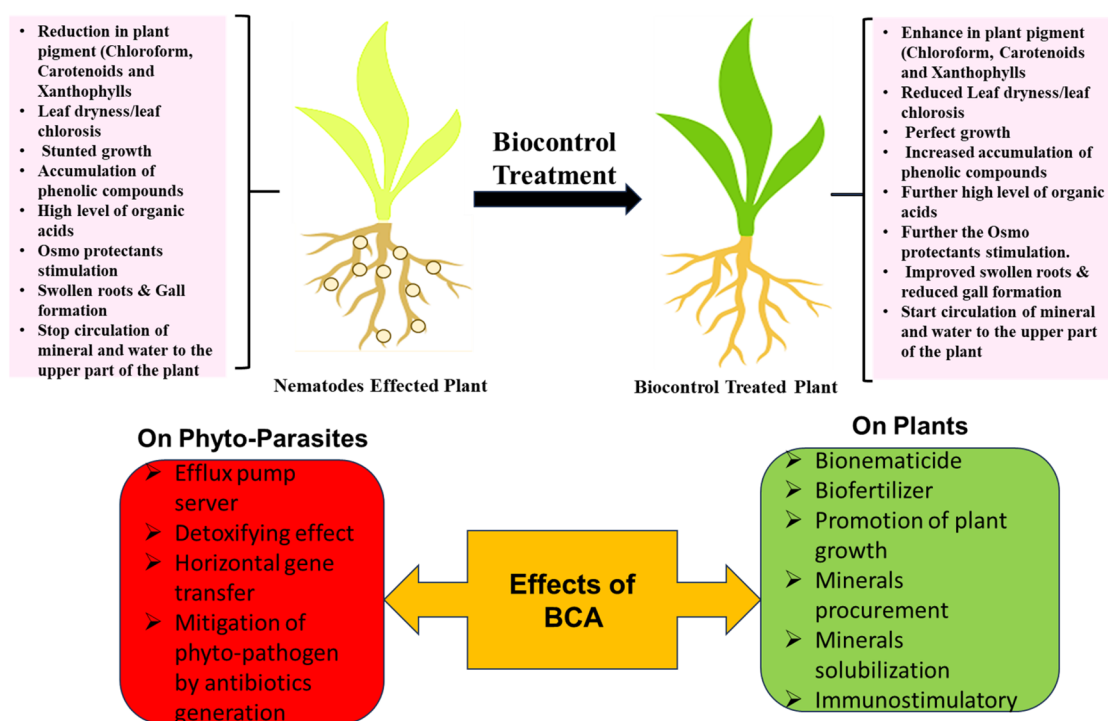 • Reduction in plant
pigment (Chloroform,
Carotenoids and
Xanthophylls
• Leaf dryness/leaf
chlorosis
• Stunted growth
• Accumulation of
phenolic compounds
• High level of organic
acids
• Osmo protectants
stimulation
• Swollen roots & Gall
formation
• Stop circulation of
mineral and water to the
upper part of the plant
Biocontrol
Treatment
• Enhance in plant pigment
(Chloroform, Carotenoids
and Xanthophylls
• Reduced Leaf dryness/leaf
chlorosis
• Perfect growth
• Increased accumulation of
phenolic compounds
• Further high level of organic
acids
• Further the Osmo
protectants stimulation.
• Improved swollen roots &
reduced gall formation
• Start circulation of mineral
and water to the upper part
of the plant
Nematodes Effected Plant
Biocontrol Treated Plant
On Phyto-Parasites
➢ Efflux pump
server
➢ Detoxifying effect
➢ Horizontal gene
transfer
➢ Mitigation of
phyto-pathogen
by antibiotics
generation
Effects of
BCA
On Plants
➢ Bionematicide
➢ Biofertilizer
➢ Promotion of plant
growth
➢ Minerals
procurement
➢ Minerals
solubilization
➢ Immunostimulatory